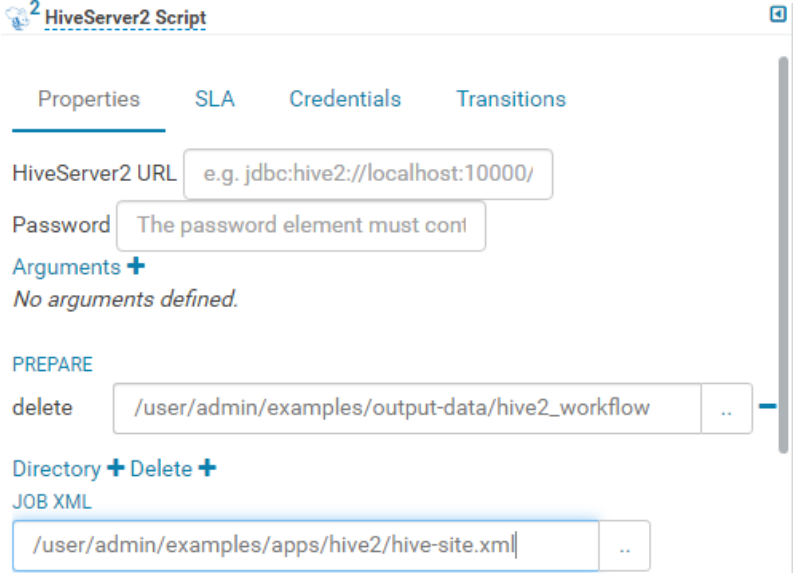 2 HiveServer2 Script
Properties SLA Credentials Transitions
HiveServer2 URL e.g. jdbc:hive2://localhost:10000/
Password The password element must cont
Arguments +
No arguments defined.
PREPARE
delete /user/admin/examples/output-data/hive2_workflow ..
Directory + Delete +
JOB XML
/user/admin/examples/apps/hive2/hive-site.xml ..